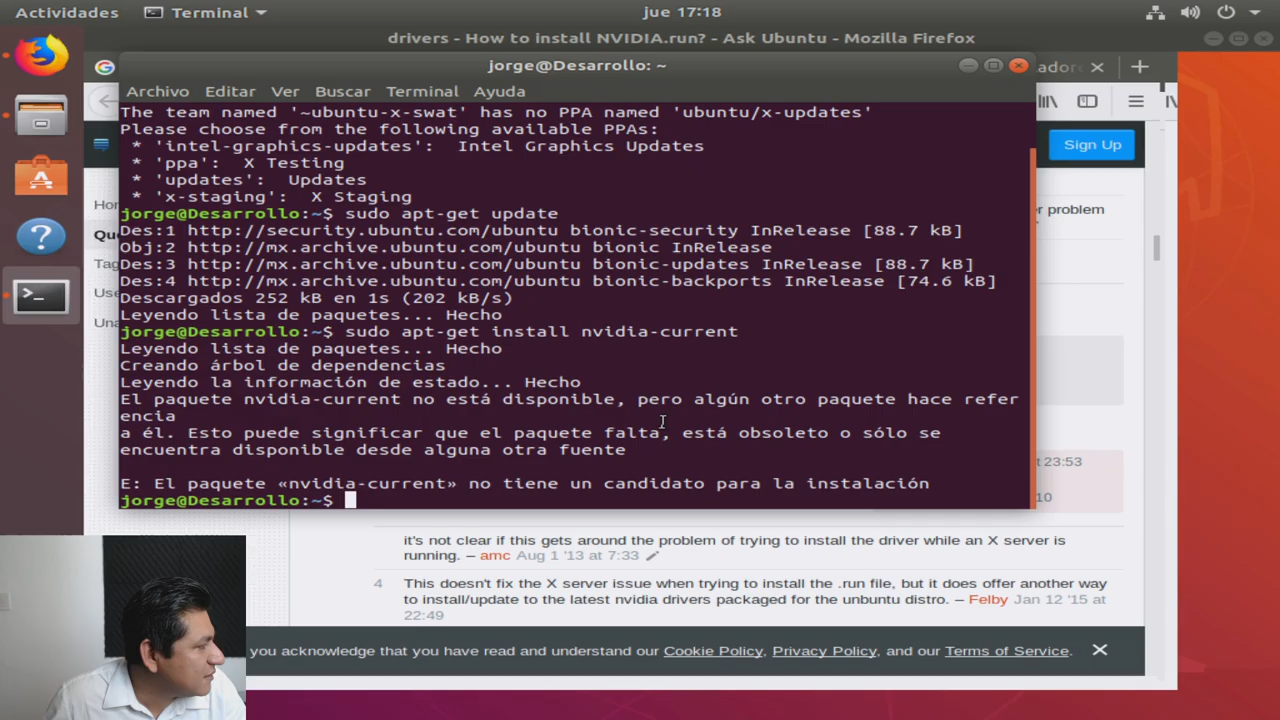 Actividades Terminal jue 17:18
drivers - How to install NVIDIA.run? - Ask Ubuntu - Mozilla Firefox
jorge@Desarrollo: ~
Archivo Editar Ver Buscar Terminal Ayuda
The team named '~ubuntu-x-swat' has no PPA named 'ubuntu/x-updates'
Please choose from the following available PPAs:
* 'intel-graphics-updates': Intel Graphics Updates
* 'ppa': X Testing
* 'updates': Updates
* 'x-staging': X Staging
jorge@Desarrollo:~$ sudo apt-get update
Des:1 http://security.ubuntu.com/ubuntu bionic-security InRelease [88.7 kB]
Obj:2 http://mx.archive.ubuntu.com/ubuntu bionic InRelease
Des:3 http://mx.archive.ubuntu.com/ubuntu bionic-updates InRelease [88.7 kB]
Des:4 http://mx.archive.ubuntu.com/ubuntu bionic-backports InRelease [74.6 kB]
Descargados 252 kB en 1s (202 kB/s)
Leyendo lista de paquetes... Hecho
jorge@Desarrollo:~$ sudo apt-get install nvidia-current
Leyendo lista de paquetes... Hecho
Creando árbol de dependencias
Leyendo la información de estado... Hecho
El paquete nvidia-current no está disponible, pero algún otro paquete hace refer
encia
a él. Esto puede significar que el paquete falta, está obsoleto o sólo se
encuentra disponible desde alguna otra fuente
E: El paquete «nvidia-current» no tiene un candidato para la instalación
jorge@Desarrollo:~$
Sign Up
problem
23:53
10
it's not clear if this gets around the problem of trying to install the driver while an X server is
running. – amc Aug 1 '13 at 7:33
4 This doesn't fix the X server issue when trying to install the .run file, but it does offer another way
to install/update to the latest nvidia drivers packaged for the unbuntu distro. – Felby Jan 12 '15 at
22:49
you acknowledge that you have read and understand our Cookie Policy, Privacy Policy, and our Terms of Service.